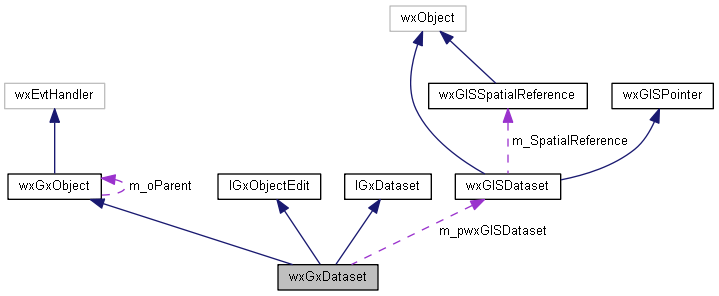 wxObject
wxEvtHandler
wxGISSpatialReference
wxGISPointer
m_SpatialReference
wxGxObject
m_oParent
IGxObjectEdit
IGxDataset
wxGISDataset
m_pwxGISDataset
wxGxDataset